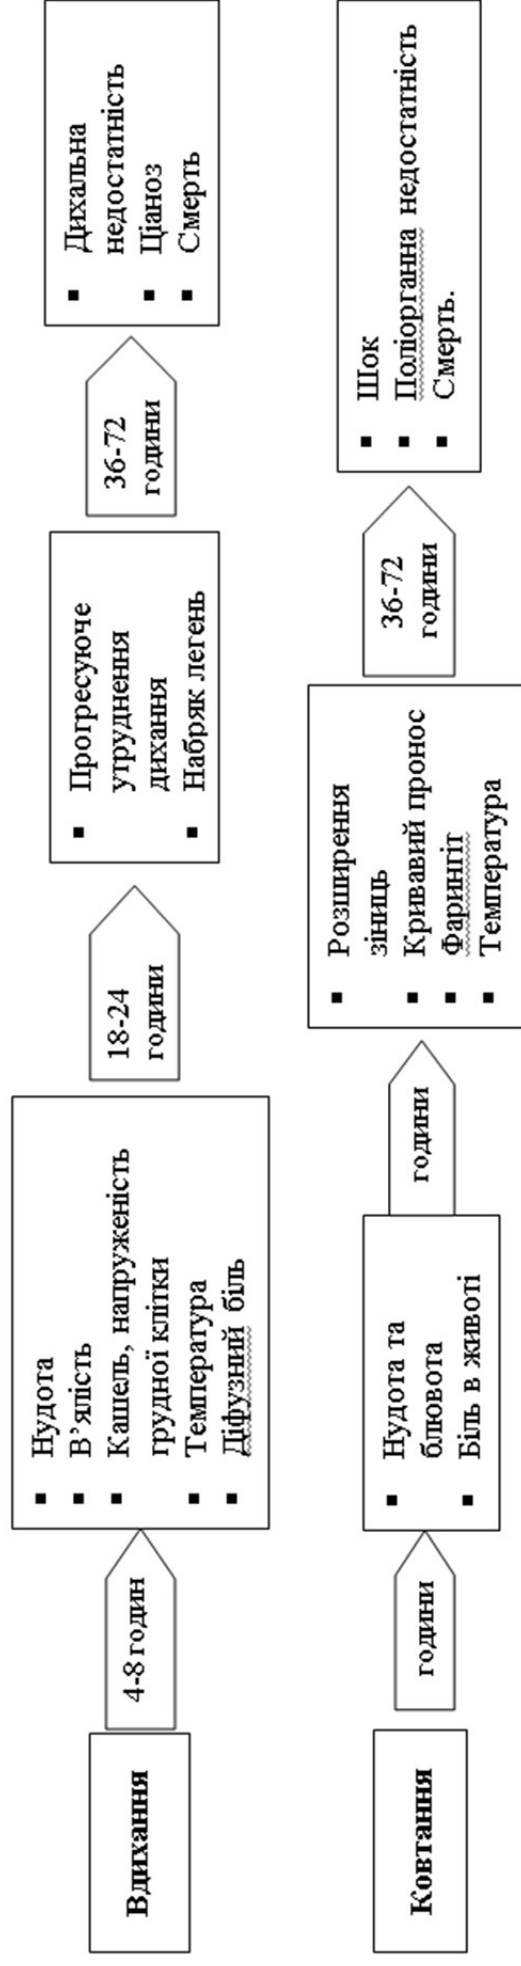 Вдихання
4-8 годин
▪ Нудота
▪ В’ялість
▪ Кашель, напруженість
грудної клітки
▪ Температура
▪ Діфузний біль
18-24
години
▪ Прогресуюче
утруднення
дихання
▪ Набряк легень
36-72
години
▪ Дихальна
недостатність
▪ Ціаноз
▪ Смерть
Ковтання
години
▪ Нудота та
блювота
▪ Біль в животі
години
▪ Розширення
зіниць
▪ Кривавий пронос
▪ Фарингіт
▪ Температура
36-72
години
▪ Шок
▪ Поліорганна недостатність
▪ Смерть.